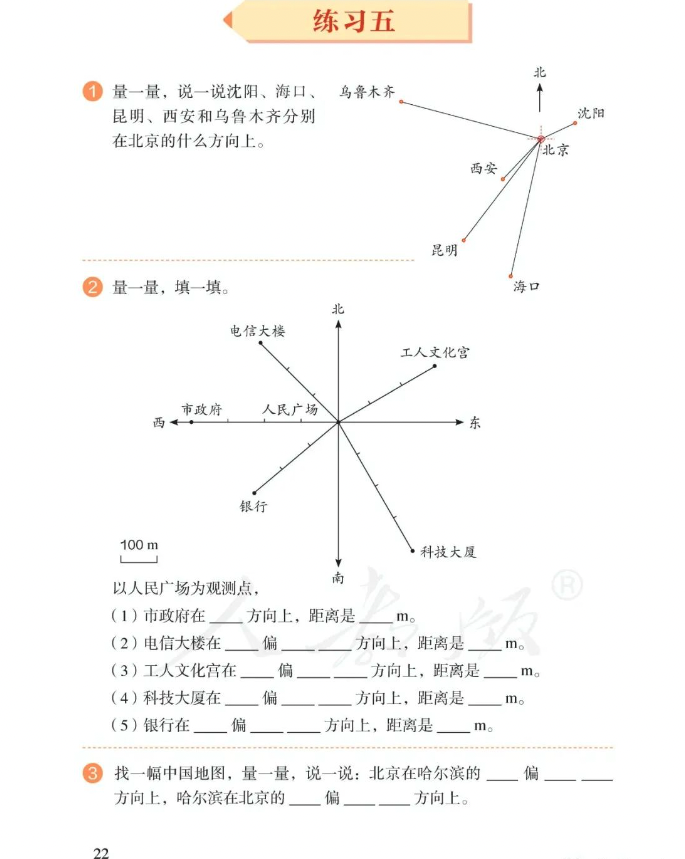 练习五
1 量一量，说一说沈阳、海口、
昆明、西安和乌鲁木齐分别
在北京的什么方向上。
北
乌鲁木齐
沈阳
北京
西安
昆明
海口
2 量一量，填一填。
北
电信大楼
工人文化宫
市政府
人民广场
西
东
银行
科技大厦
100 m
南
以人民广场为观测点，
（1）市政府在 ____ 方向上，距离是 ____ m。
（2）电信大楼在 ____ 偏 ____ ____ 方向上，距离是 ____ m。
（3）工人文化宫在 ____ 偏 ____ ____ 方向上，距离是 ____ m。
（4）科技大厦在 ____ 偏 ____ ____ 方向上，距离是 ____ m。
（5）银行在 ____ 偏 ____ ____ 方向上，距离是 ____ m。
人教版®
3 找一幅中国地图，量一量，说一说：北京在哈尔滨的 ____ 偏 ____ ____
方向上，哈尔滨在北京的 ____ 偏 ____ ____ 方向上。
22